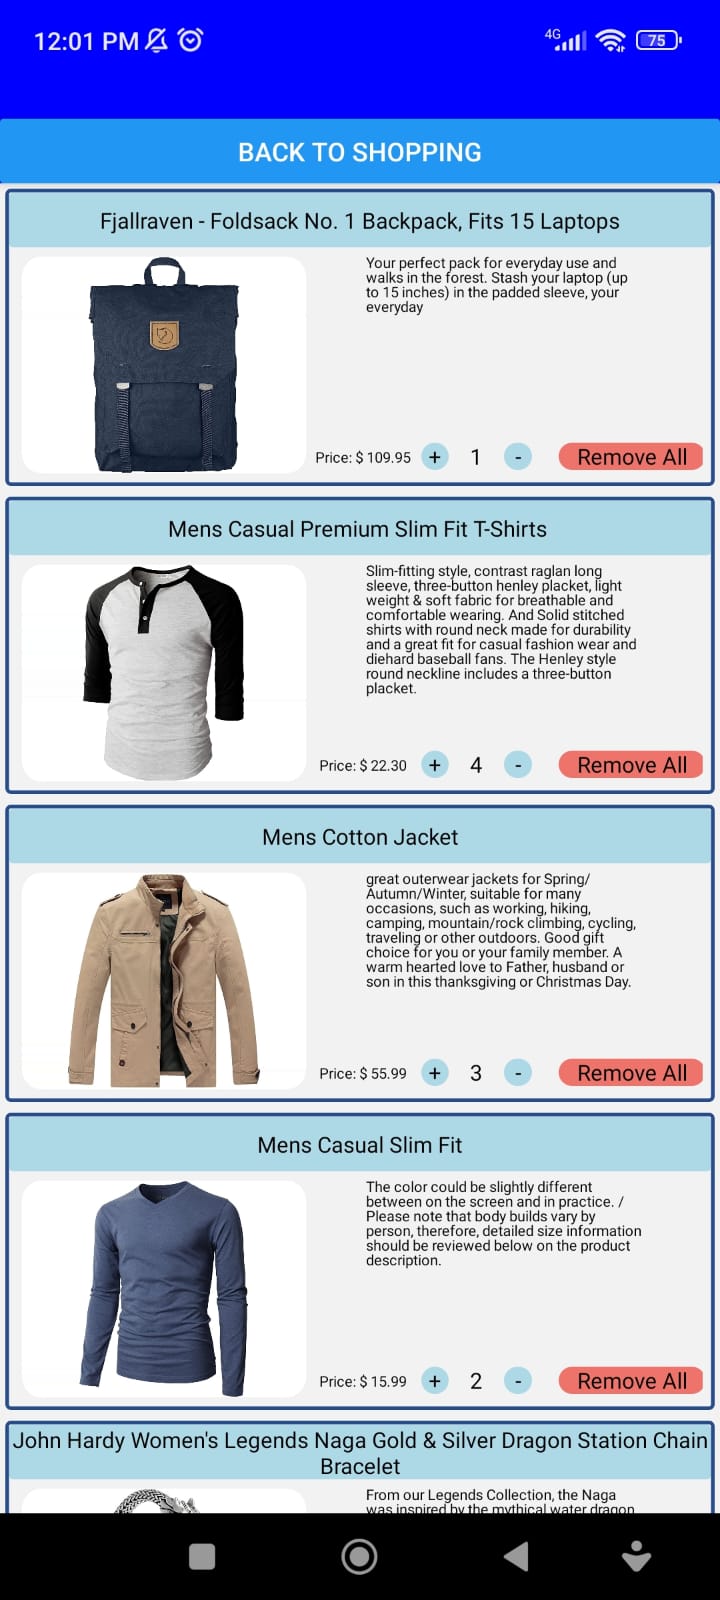 12:01 PM
4G
75
BACK TO SHOPPING
Fjallraven - Foldsack No. 1 Backpack, Fits 15 Laptops
Your perfect pack for everyday use and
walks in the forest. Stash your laptop (up
to 15 inches) in the padded sleeve, your
everyday
Price: $ 109.95 + 1 - Remove All
Mens Casual Premium Slim Fit T-Shirts
Slim-fitting style, contrast raglan long
sleeve, three-button henley placket, light
weight & soft fabric for breathable and
comfortable wearing. And Solid stitched
shirts with round neck made for durability
and a great fit for casual fashion wear and
diehard baseball fans. The Henley style
round neckline includes a three-button
placket.
Price: $ 22.30 + 4 - Remove All
Mens Cotton Jacket
great outerwear jackets for Spring/
Autumn/Winter, suitable for many
occasions, such as working, hiking,
camping, mountain/rock climbing, cycling,
traveling or other outdoors. Good gift
choice for you or your family member. A
warm hearted love to Father, husband or
son in this thanksgiving or Christmas Day.
Price: $ 55.99 + 3 - Remove All
Mens Casual Slim Fit
The color could be slightly different
between on the screen and in practice. /
Please note that body builds vary by
person, therefore, detailed size information
should be reviewed below on the product
description.
Price: $ 15.99 + 2 - Remove All
John Hardy Women's Legends Naga Gold & Silver Dragon Station Chain
Bracelet
From our Legends Collection, the Naga
was inspired by the mythical water dragon